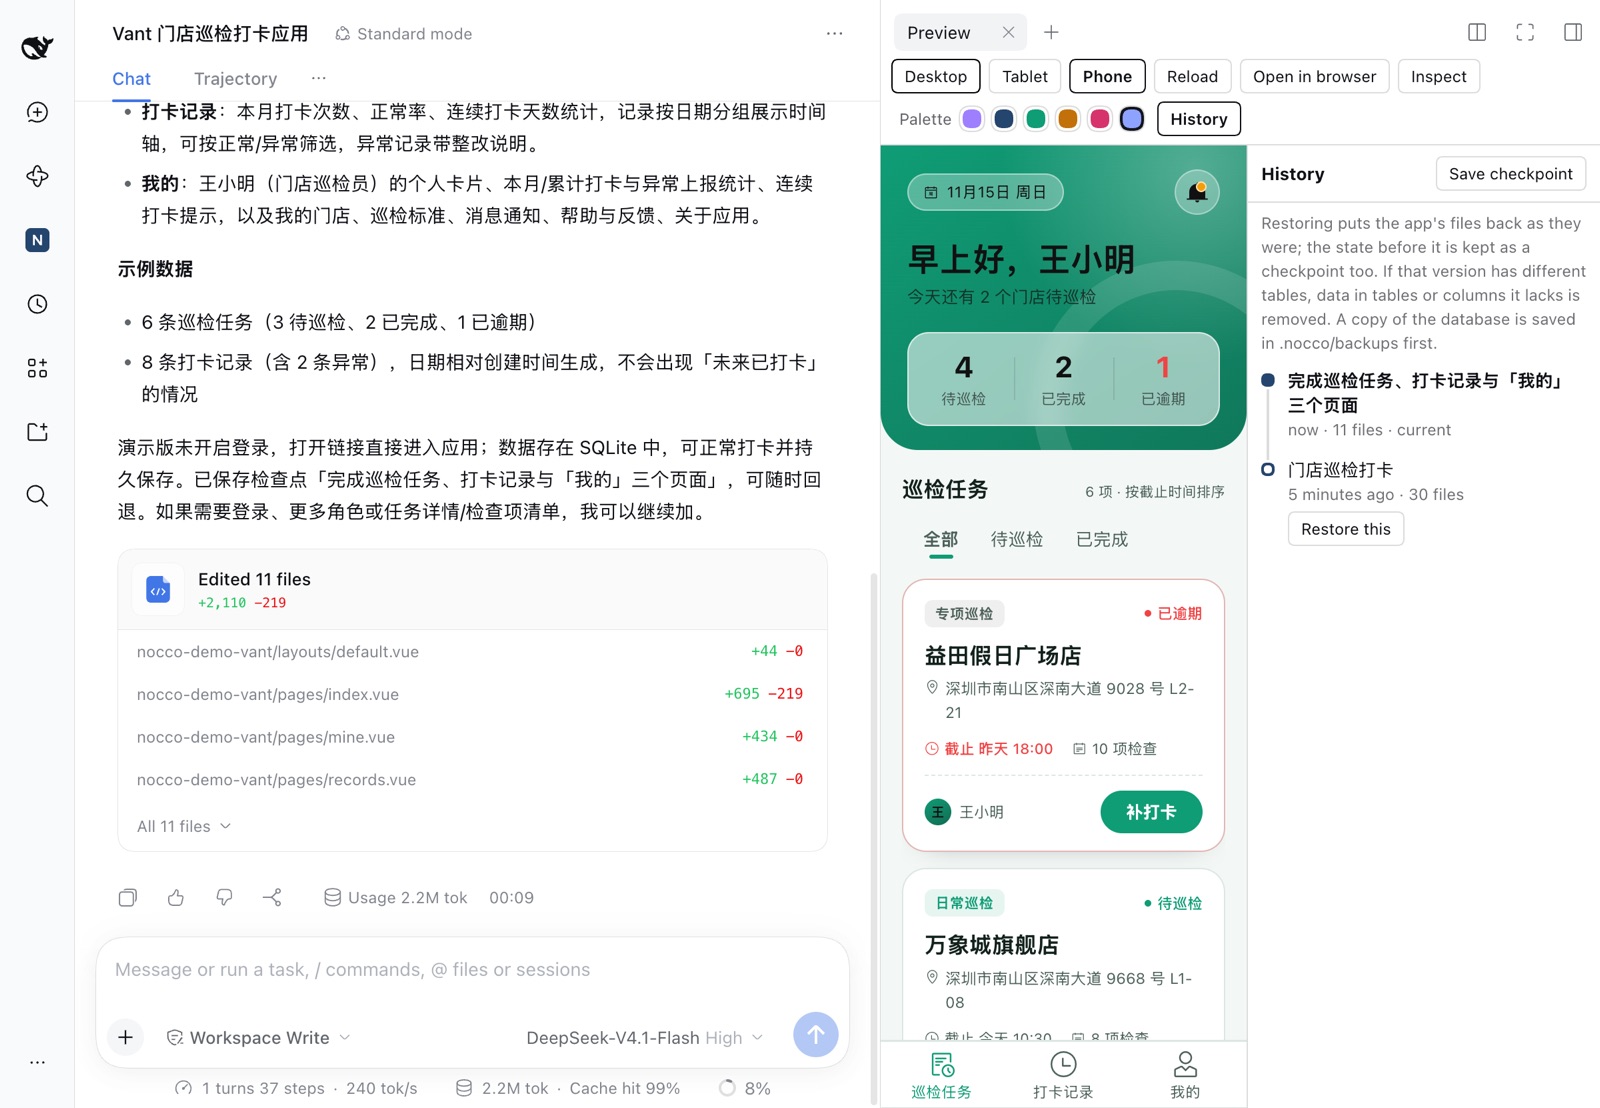 Vant 门店巡检打卡应用
Standard mode
Chat
Trajectory
打卡记录：本月打卡次数、正常率、连续打卡天数统计，记录按日期分组展示时间
轴，可按正常/异常筛选，异常记录带整改说明。
我的：王小明（门店巡检员）的个人卡片、本月/累计打卡与异常上报统计、连续
打卡提示，以及我的门店、巡检标准、消息通知、帮助与反馈、关于应用。
示例数据
6 条巡检任务（3 待巡检、2 已完成、1 已逾期）
8 条打卡记录（含 2 条异常），日期相对创建时间生成，不会出现「未来已打卡」
的情况
演示版未开启登录，打开链接直接进入应用；数据存在 SQLite 中，可正常打卡并持
久保存。已保存检查点「完成巡检任务、打卡记录与「我的」三个页面」，可随时回
退。如果需要登录、更多角色或任务详情/检查项清单，我可以继续加。
Edited 11 files
+2,110 −219
nocco-demo-vant/layouts/default.vue +44 −0
nocco-demo-vant/pages/index.vue +695 −219
nocco-demo-vant/pages/mine.vue +434 −0
nocco-demo-vant/pages/records.vue +487 −0
All 11 files
Usage 2.2M tok 00:09
Message or run a task, / commands, @ files or sessions
Workspace Write
DeepSeek-V4.1-Flash High
1 turns 37 steps · 240 tok/s
2.2M tok · Cache hit 99%
8%
N
Preview
Desktop
Tablet
Phone
Reload
Open in browser
Inspect
Palette
History
11月15日 周日
早上好，王小明
今天还有 2 个门店待巡检
4
待巡检
2
已完成
1
已逾期
巡检任务
6 项 · 按截止时间排序
全部
待巡检
已完成
专项巡检
已逾期
益田假日广场店
深圳市南山区深南大道 9028 号 L2-
21
截止 昨天 18:00
10 项检查
王
王小明
补打卡
日常巡检
待巡检
万象城旗舰店
深圳市南山区深南大道 9668 号 L1-
08
截止 今天 10:30
8 项检查
巡检任务
打卡记录
我的
History
Save checkpoint
Restoring puts the app's files back as they
were; the state before it is kept as a
checkpoint too. If that version has different
tables, data in tables or columns it lacks is
removed. A copy of the database is saved
in .nocco/backups first.
完成巡检任务、打卡记录与「我的」
三个页面
now · 11 files · current
门店巡检打卡
5 minutes ago · 30 files
Restore this